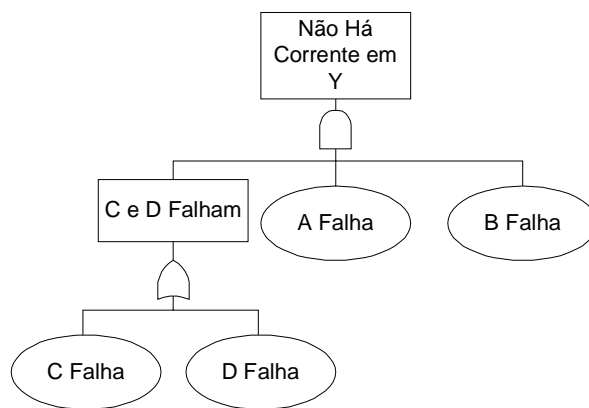 Não Há
Corrente em
Y
C e D Falham
A Falha
B Falha
C Falha
D Falha